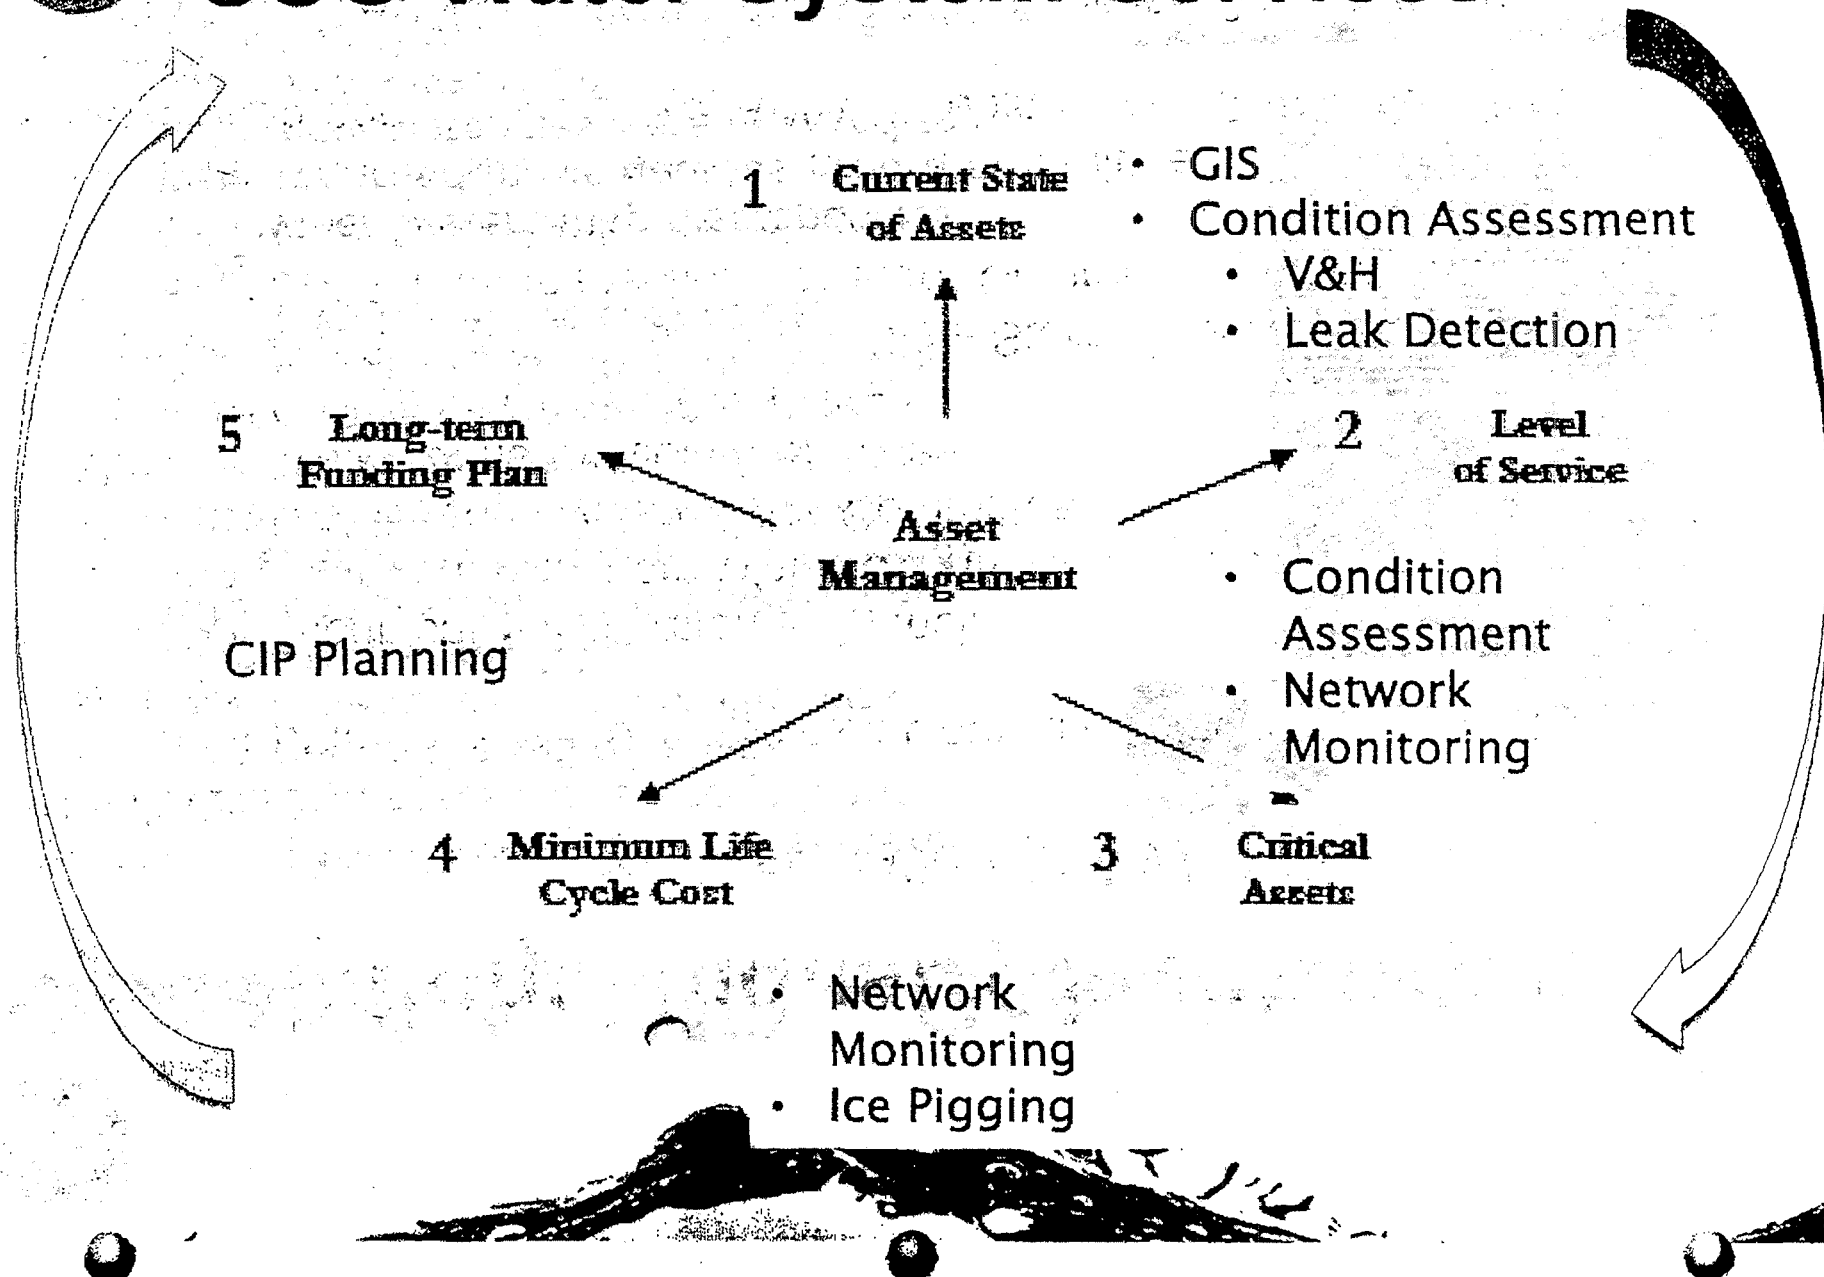 1 Current State
of Assets
• GIS
• Condition Assessment
• V&H
• Leak Detection
5 Long-term
Funding Plan
2 Level
of Service
Asset
Management
• Condition
Assessment
• Network
Monitoring
CIP Planning
4 Minimum Life
Cycle Cost
3 Critical
Assets
• Network
Monitoring
• Ice Pigging